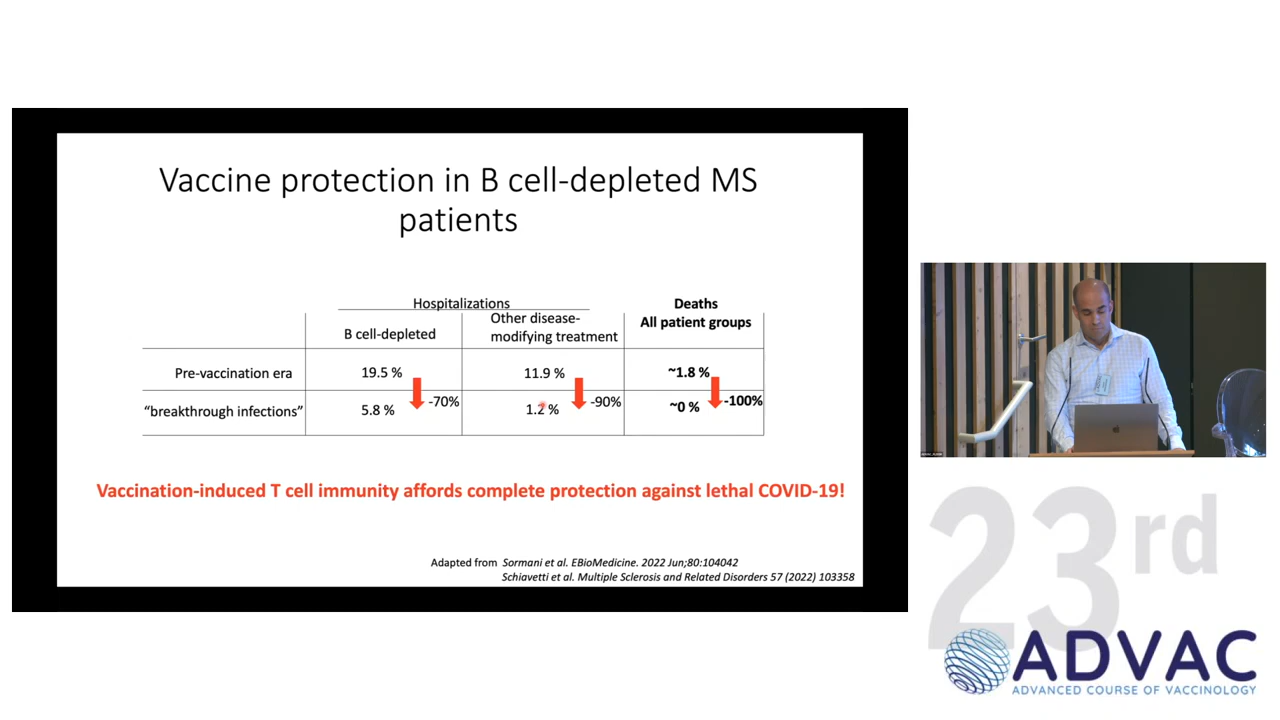 Vaccine protection in B cell-depleted MS
patients
Hospitalizations
Deaths
All patient groups
B cell-depleted
Other disease-
modifying treatment
Pre-vaccination era
19.5 %
11.9 %
~1.8 %
"breakthrough infections"
5.8 %
-70%
1.2 %
-90%
~0 %
-100%
Vaccination-induced T cell immunity affords complete protection against lethal COVID-19!
Adapted from Sormani et al. EBioMedicine. 2022 Jun;80:104042
Schiavetti et al. Multiple Sclerosis and Related Disorders 57 (2022) 103358
23rd
ADVAC
ADVANCED COURSE OF VACCINOLOGY